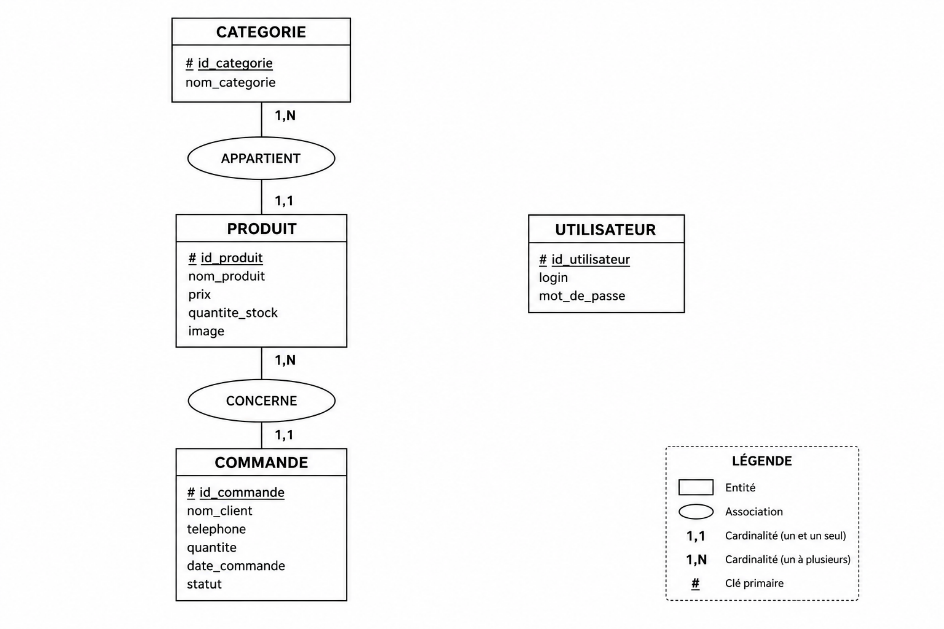 CATEGORIE
# id_categorie
nom_categorie
1,N
APPARTIENT
1,1
PRODUIT
# id_produit
nom_produit
prix
quantite_stock
image
1,N
CONCERNE
1,1
COMMANDE
# id_commande
nom_client
telephone
quantite
date_commande
statut
UTILISATEUR
# id_utilisateur
login
mot_de_passe
LÉGENDE
Entité
Association
1,1 Cardinalité (un et un seul)
1,N Cardinalité (un à plusieurs)
# Clé primaire